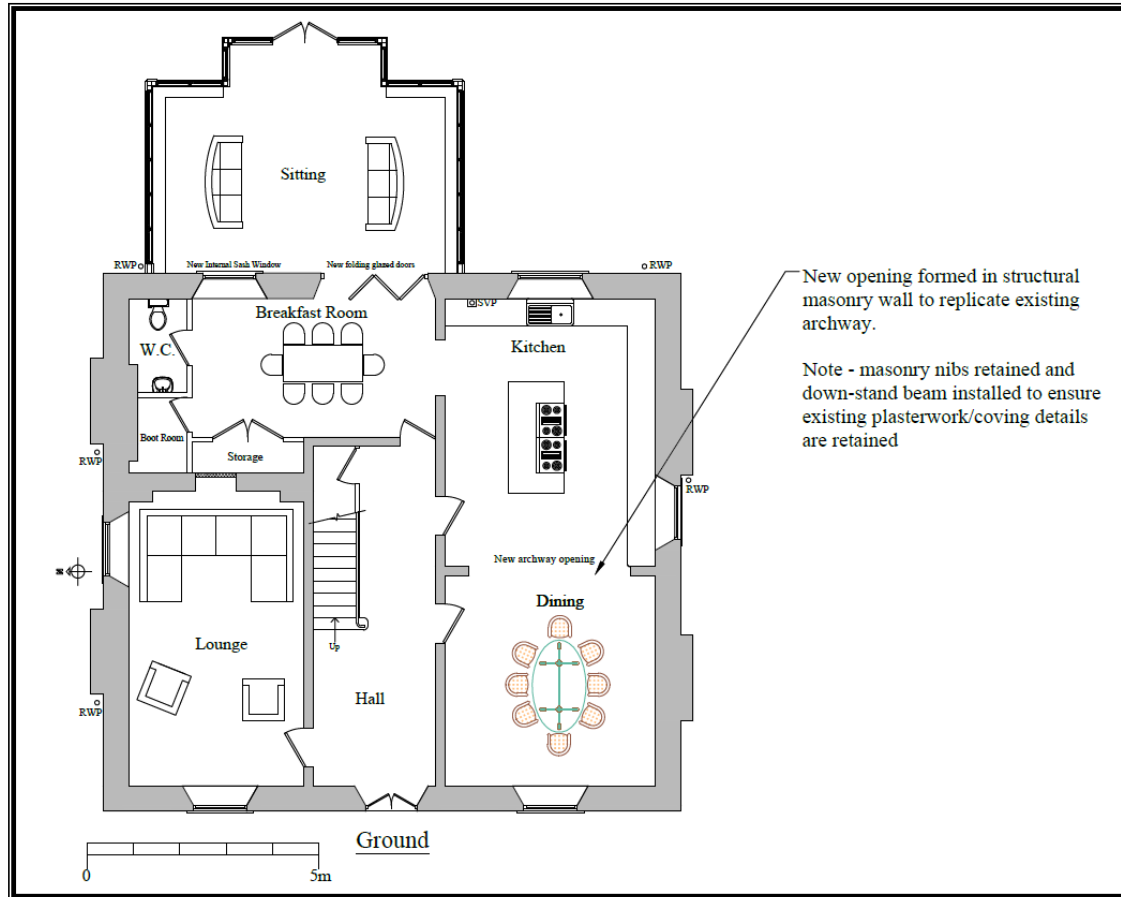 Sitting
RWP
New Internal Sash Window
New folding glazed doors
RWP
New opening formed in structural
masonry wall to replicate existing
archway.
Note - masonry nibs retained and
down-stand beam installed to ensure
existing plasterwork/coving details
are retained
SVP
Breakfast Room
W.C.
Kitchen
Boot Room
Storage
RWP
RWP
New archway opening
Dining
Lounge
Up
Hall
RWP
Ground
0
5m